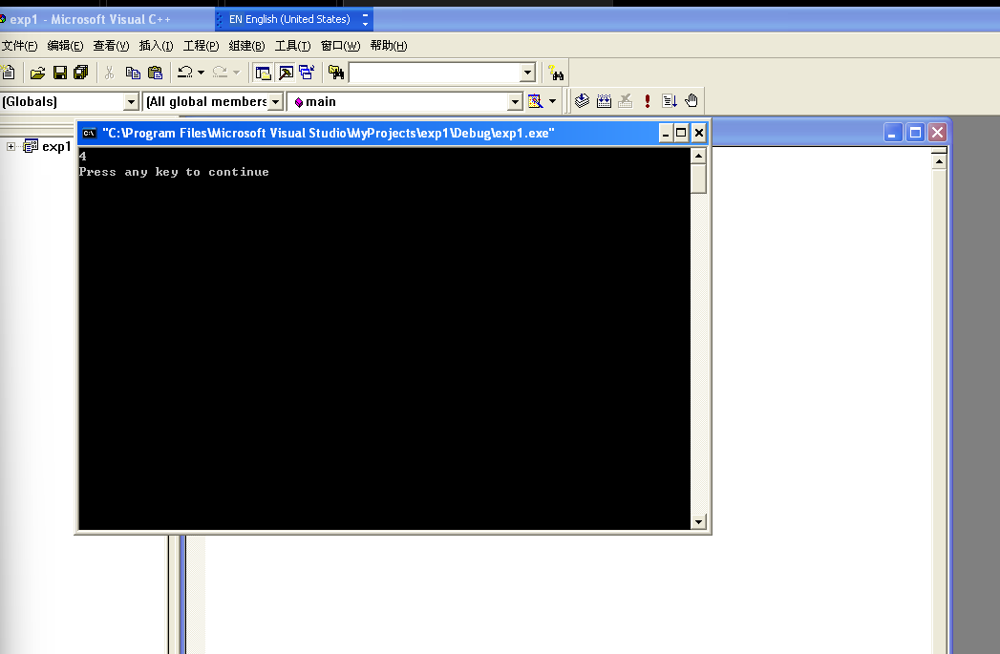 exp1 - Microsoft Visual C++
EN English (United States)
文件(F) 编辑(E) 查看(V) 插入(I) 工程(P) 组建(B) 工具(T) 窗口(W) 帮助(H)
(Globals) (All global members main
"C:\Program Files\Microsoft Visual Studio\MyProjects\exp1\Debug\exp1.exe"
exp1
4
Press any key to continue